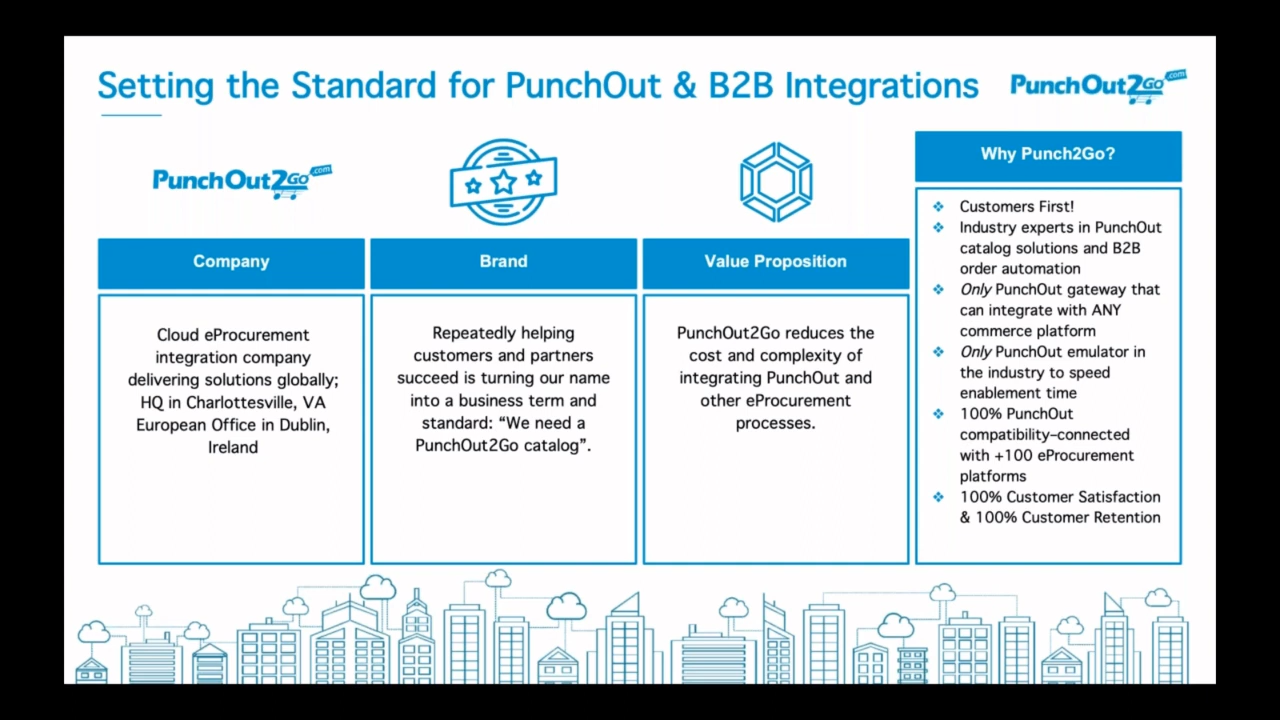 Setting the Standard for PunchOut & B2B Integrations
PunchOut2Go.com
PunchOut2Go.com
Company
Cloud eProcurement
integration company
delivering solutions globally;
HQ in Charlottesville, VA
European Office in Dublin,
Ireland
Brand
Repeatedly helping
customers and partners
succeed is turning our name
into a business term and
standard: “We need a
PunchOut2Go catalog”.
Value Proposition
PunchOut2Go reduces the
cost and complexity of
integrating PunchOut and
other eProcurement
processes.
Why Punch2Go?
❖ Customers First!
❖ Industry experts in PunchOut
catalog solutions and B2B
order automation
❖ Only PunchOut gateway that
can integrate with ANY
commerce platform
❖ Only PunchOut emulator in
the industry to speed
enablement time
❖ 100% PunchOut
compatibility–connected
with +100 eProcurement
platforms
❖ 100% Customer Satisfaction
& 100% Customer Retention